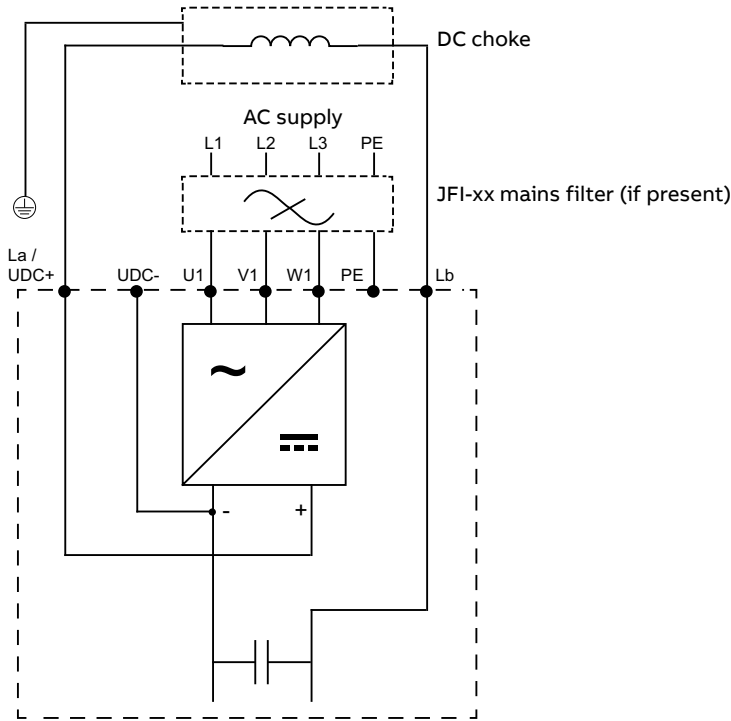 DC choke
AC supply
L1 L2 L3 PE
JFI-xx mains filter (if present)
La /
UDC+ UDC- U1 V1 W1 PE Lb
~
- +